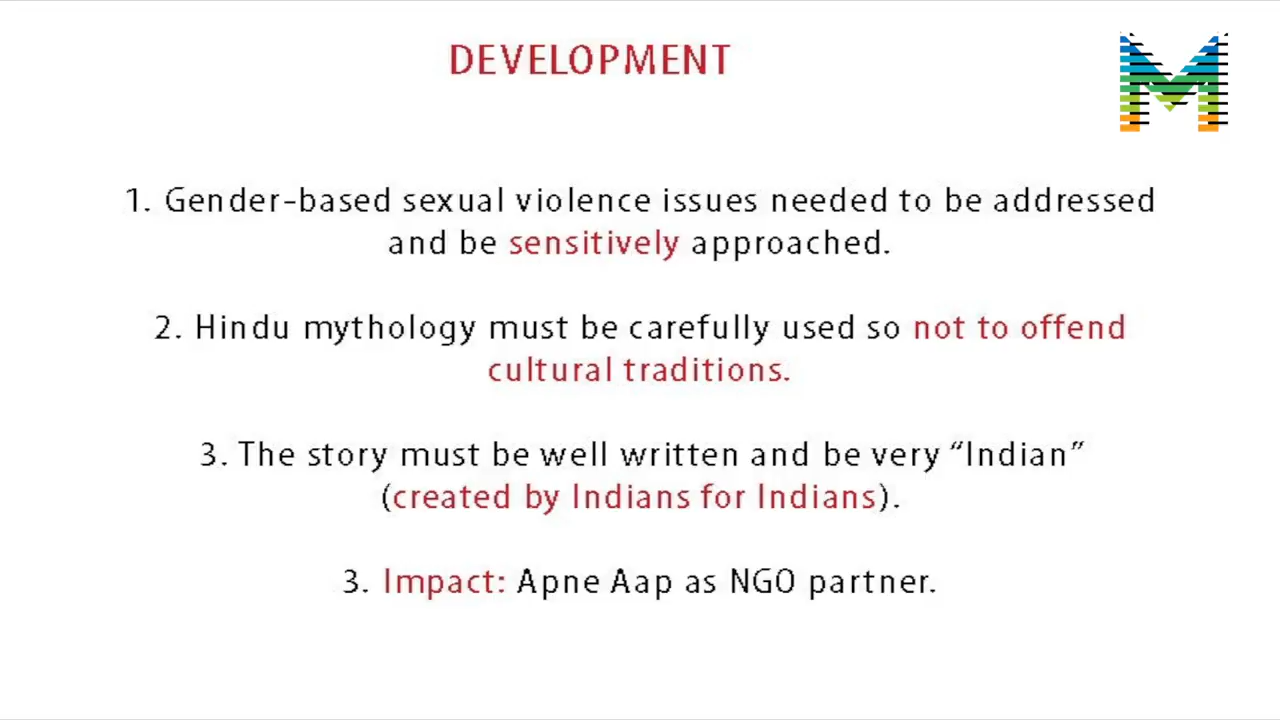 DEVELOPMENT
1. Gender-based sexual violence issues needed to be addressed
and be sensitively approached.
2. Hindu mythology must be carefully used so not to offend
cultural traditions.
3. The story must be well written and be very “Indian”
(created by Indians for Indians).
3. Impact: Apne Aap as NGO partner.
M